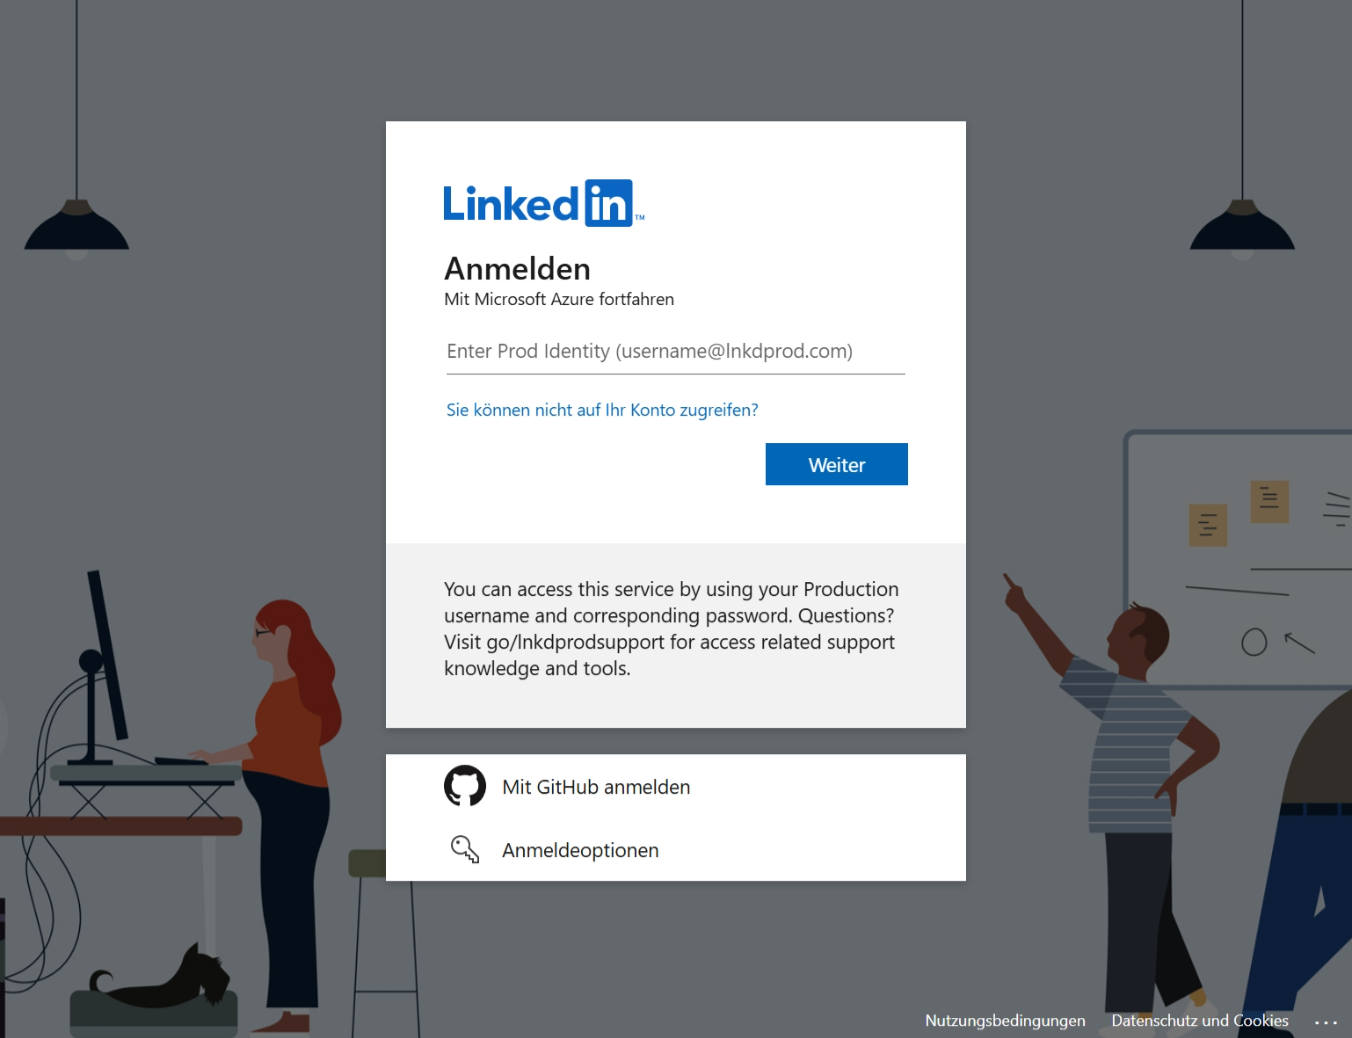 Linked in ™
Anmelden
Mit Microsoft Azure fortfahren
Enter Prod Identity (username@lnkdprod.com)
Sie können nicht auf Ihr Konto zugreifen?
Weiter
You can access this service by using your Production
username and corresponding password. Questions?
Visit go/lnkdprodsupport for access related support
knowledge and tools.
Mit GitHub anmelden
Anmeldeoptionen
Nutzungsbedingungen Datenschutz und Cookies ...